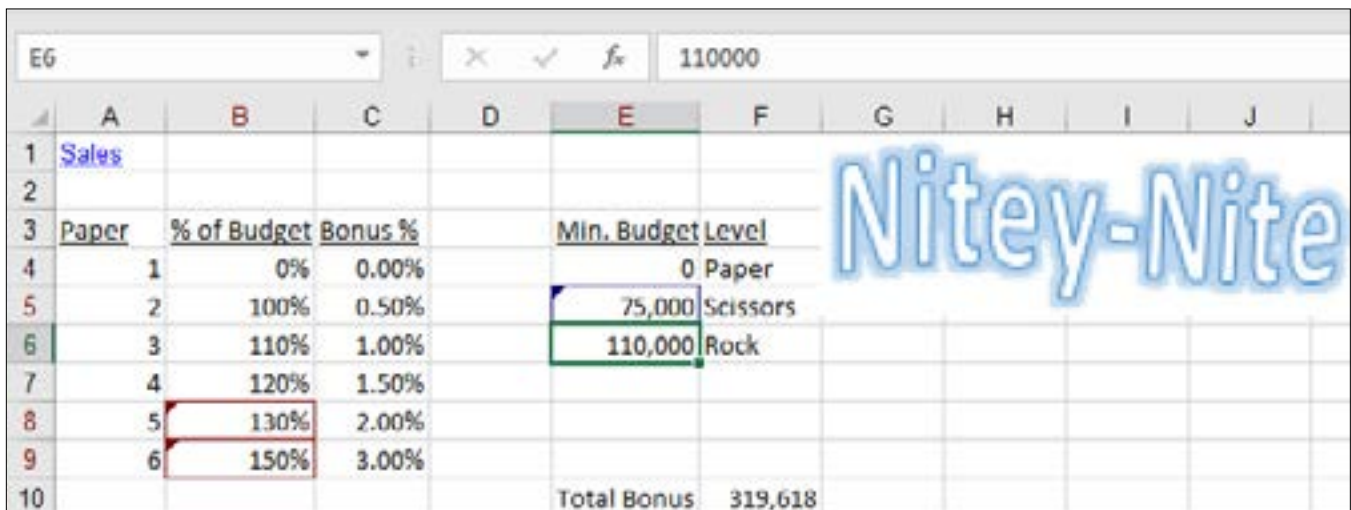 E6 fx 110000
A B C D E F G H I J
1 Sales
2
3 Paper % of Budget Bonus % Min. Budget Level
4 1 0% 0.00% 0 Paper
5 2 100% 0.50% 75,000 Scissors
6 3 110% 1.00% 110,000 Rock
7 4 120% 1.50%
8 5 130% 2.00%
9 6 150% 3.00%
10 Total Bonus 319,618
Nitey-Nite